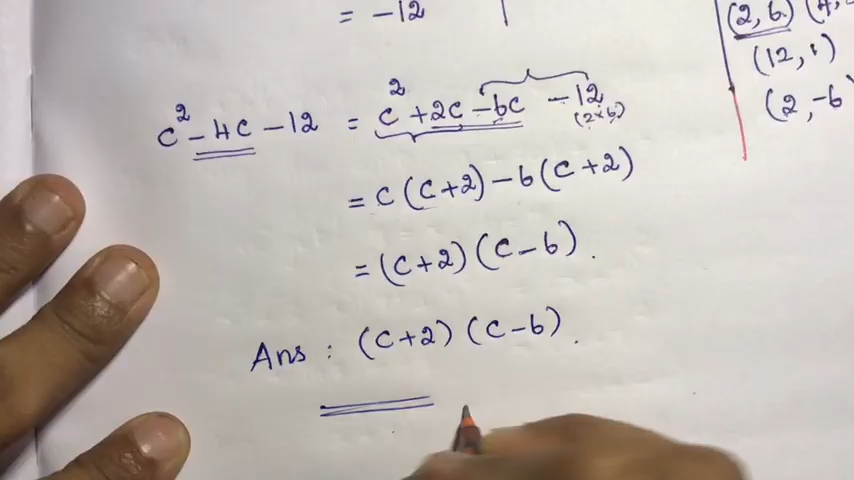 = -12
c² - 4c - 12 = c² + 2c - 6c - 12
(2×6)
= c (c+2) - 6 (c+2)
= (c+2) (c-6).
Ans : (c+2) (c-6).
(2, 6)
(12, 1)
(2, -6)